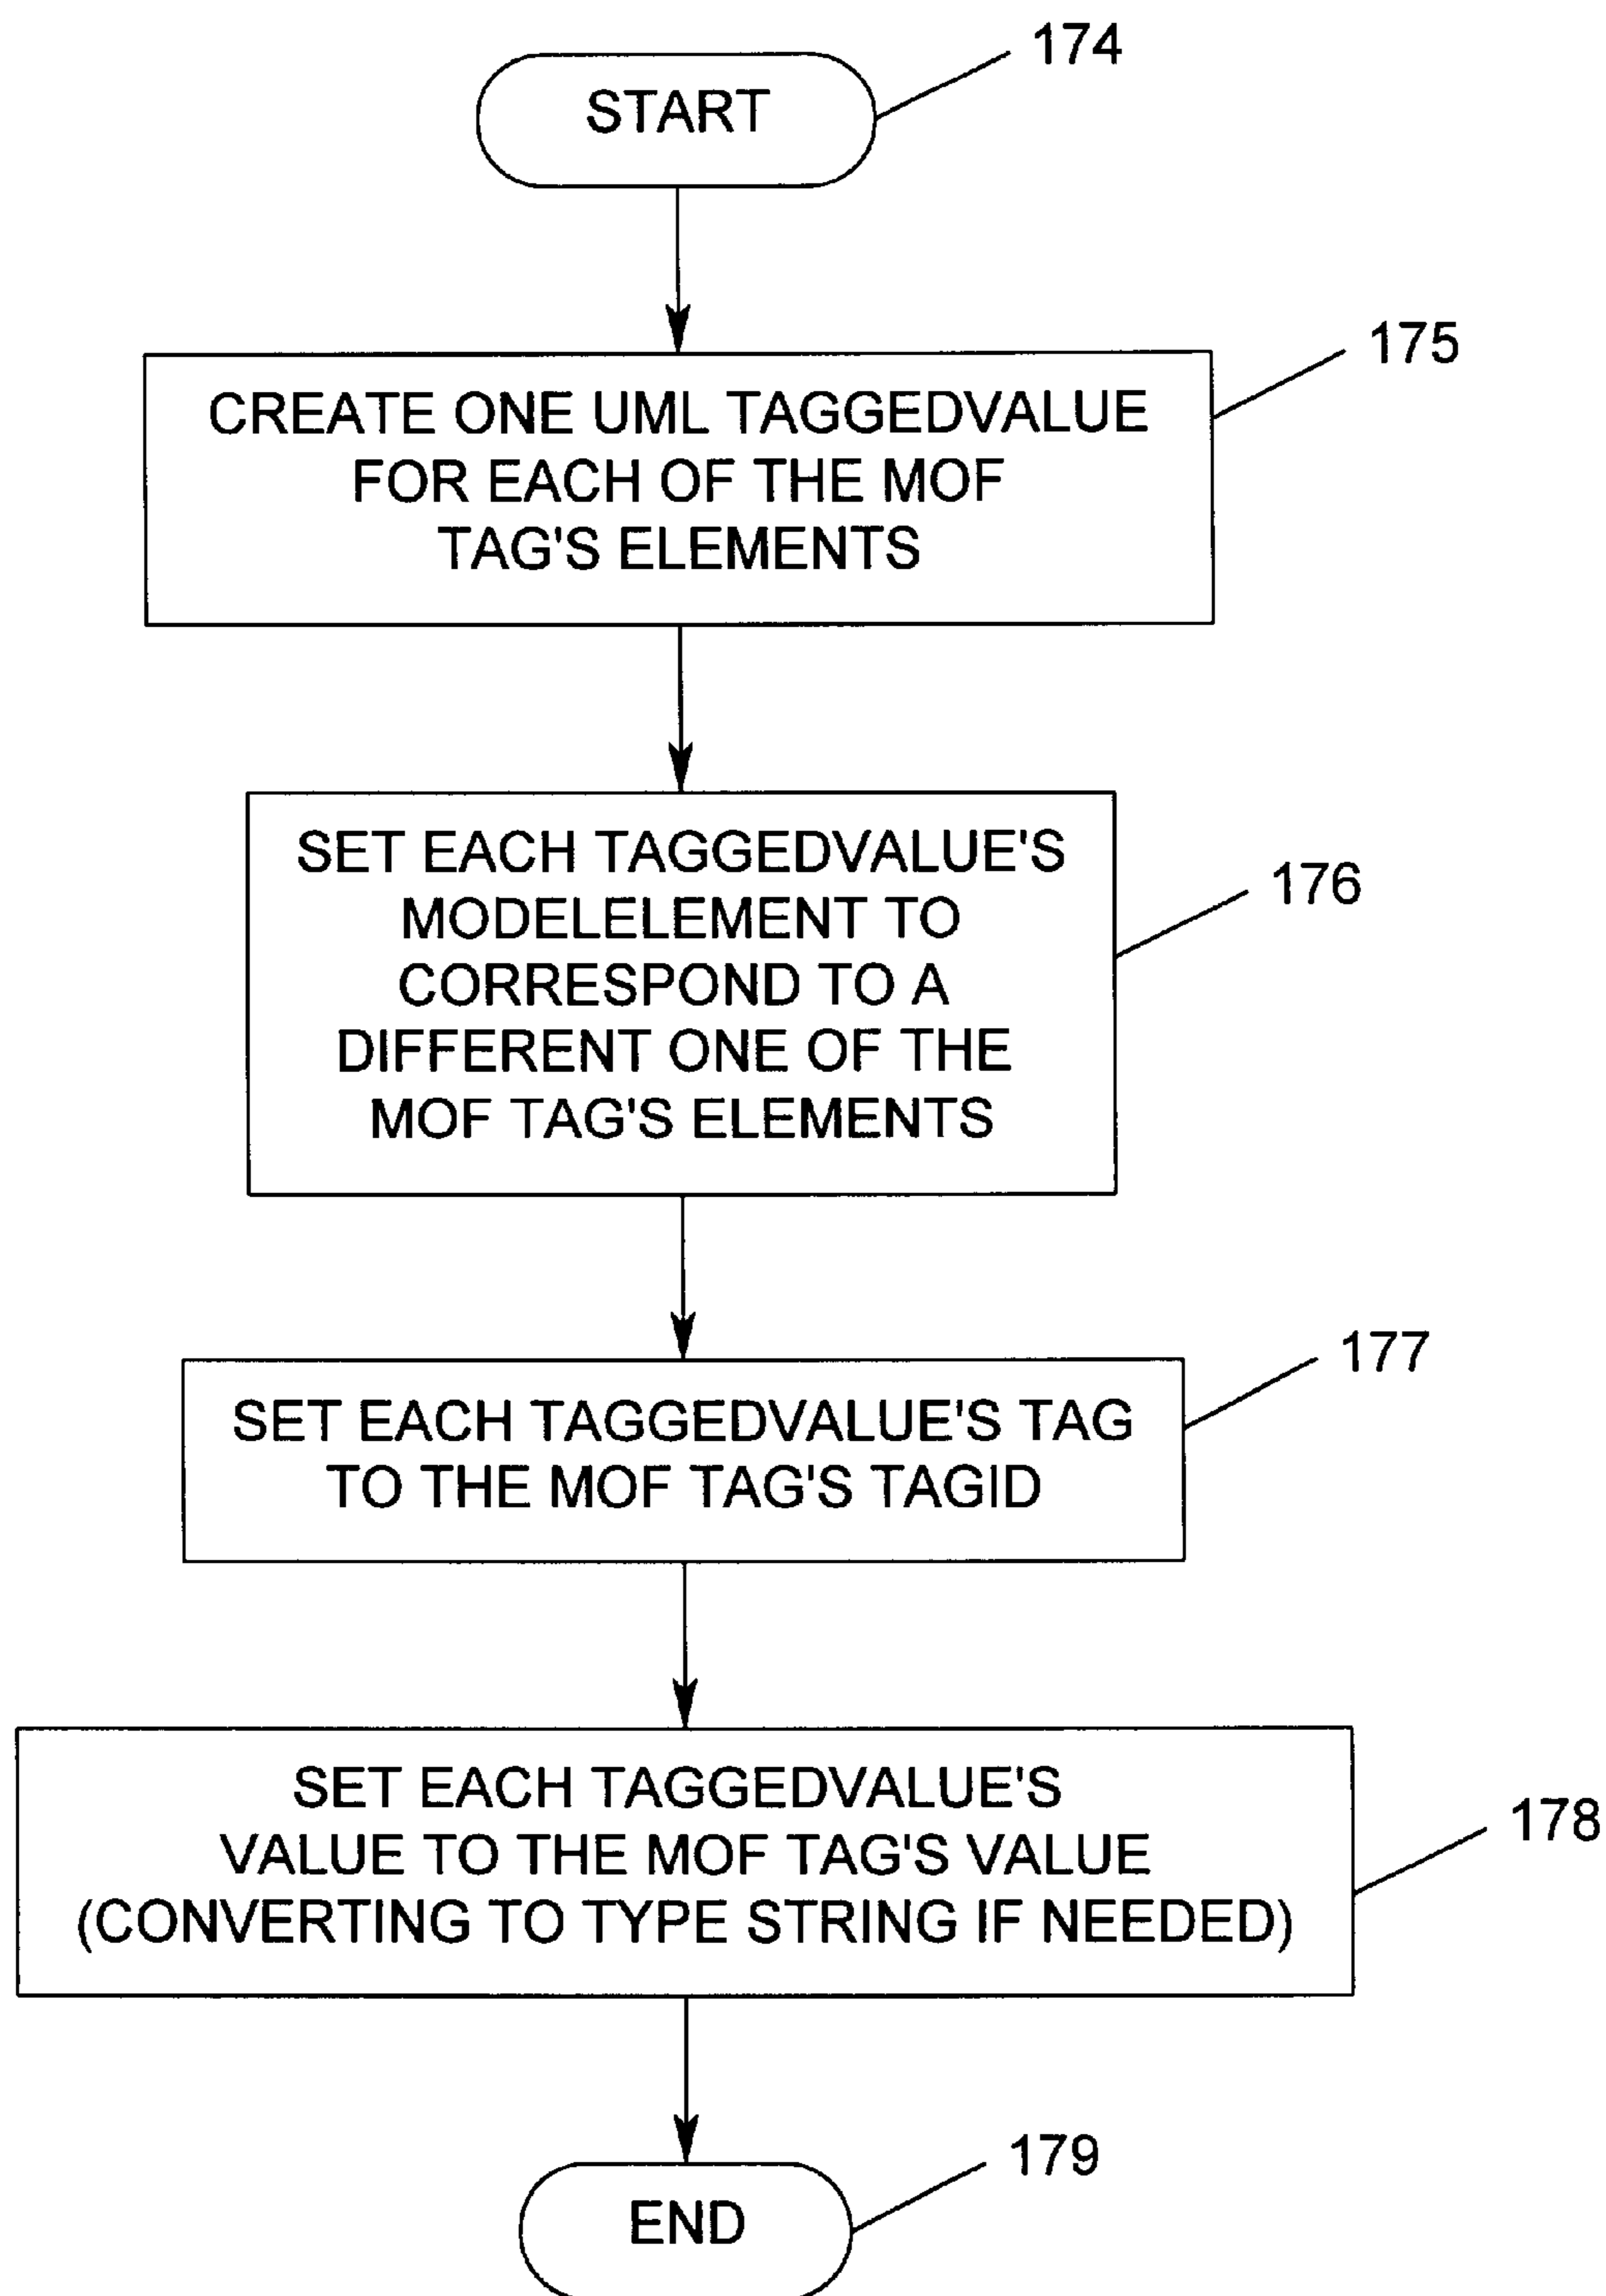 174
START
175
CREATE ONE UML TAGGEDVALUE
FOR EACH OF THE MOF
TAG'S ELEMENTS
176
SET EACH TAGGEDVALUE'S
MODELELEMENT TO
CORRESPOND TO A
DIFFERENT ONE OF THE
MOF TAG'S ELEMENTS
177
SET EACH TAGGEDVALUE'S TAG
TO THE MOF TAG'S TAGID
178
SET EACH TAGGEDVALUE'S
VALUE TO THE MOF TAG'S VALUE
(CONVERTING TO TYPE STRING IF NEEDED)
179
END